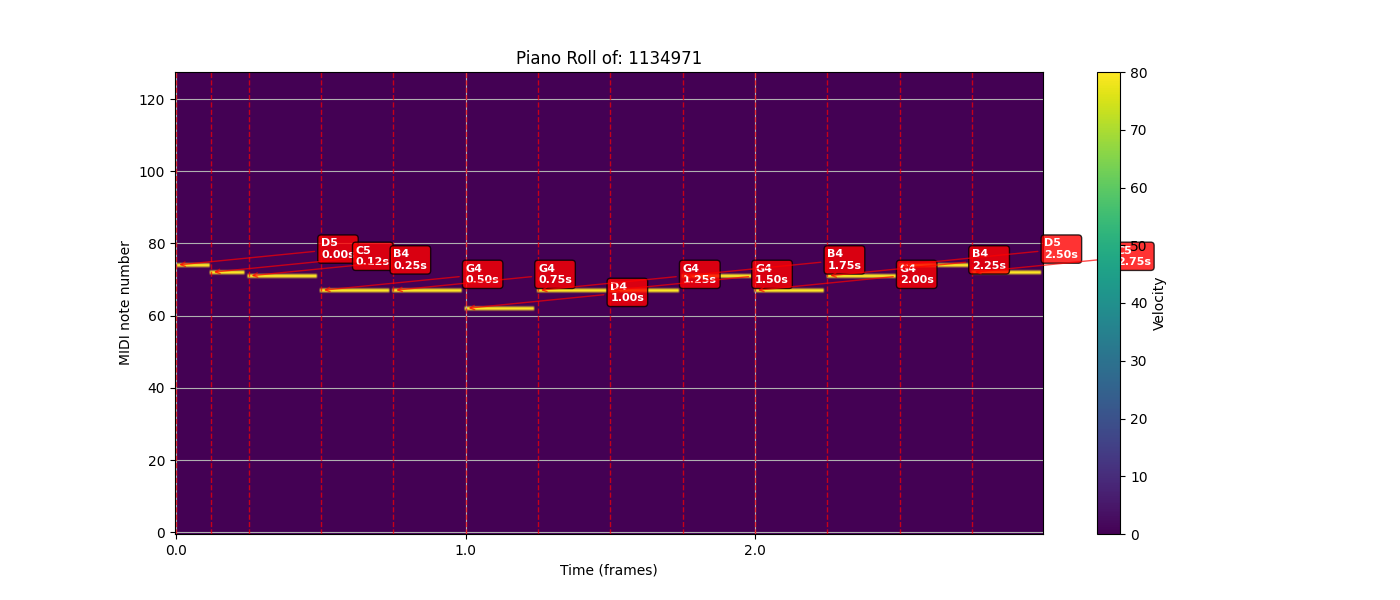 Piano Roll of: 1134971
MIDI note number
120
100
80
60
40
20
0
D5
0.00s
C5
0.12s
B4
0.25s
G4
0.50s
G4
0.75s
D4
1.00s
G4
1.25s
G4
1.50s
B4
1.75s
G4
2.00s
B4
2.25s
D5
2.50s
C5
2.75s
0.0
1.0
2.0
Time (frames)
80
70
60
50
40
30
20
10
0
Velocity